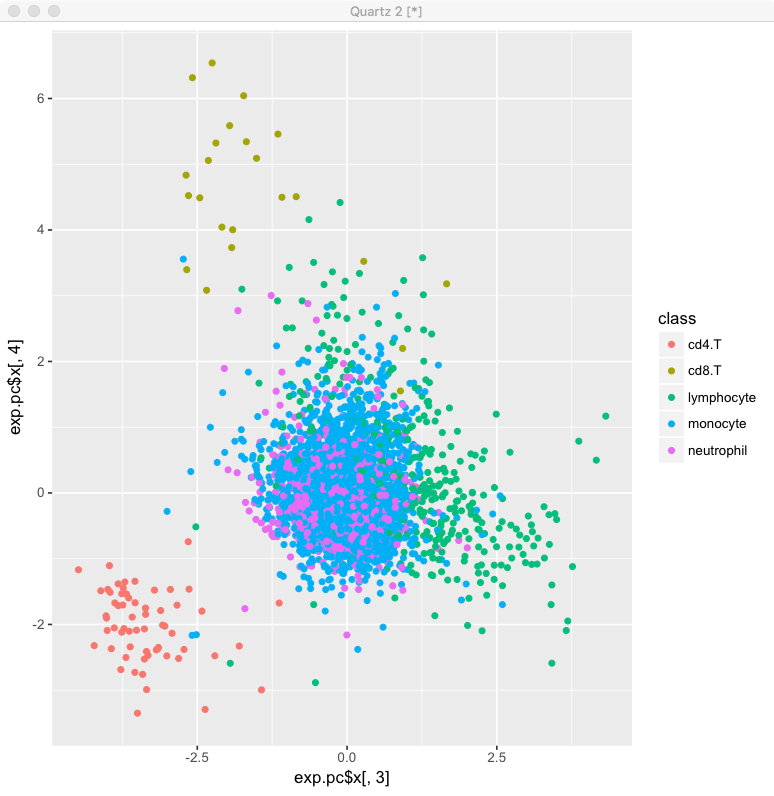 Quartz 2 [*]
6
4
2
0
-2
-2.5
0.0
2.5
exp.pc$x[, 3]
exp.pc$x[, 4]
class
cd4.T
cd8.T
lymphocyte
monocyte
neutrophil